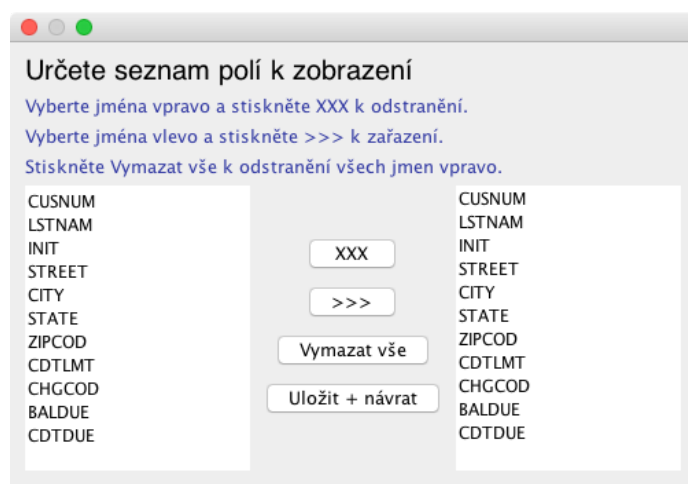 Určete seznam polí k zobrazení
Vyberte jména vpravo a stiskněte XXX k odstranění.
Vyberte jména vlevo a stiskněte >>> k zařazení.
Stiskněte Vymazat vše k odstranění všech jmen vpravo.
CUSNUM
LSTNAM
INIT
STREET
CITY
STATE
ZIPCOD
CDTLMT
CHGCOD
BALDUE
CDTDUE
XXX
>>>
Vymazat vše
Uložit + návrat
CUSNUM
LSTNAM
INIT
STREET
CITY
STATE
ZIPCOD
CDTLMT
CHGCOD
BALDUE
CDTDUE